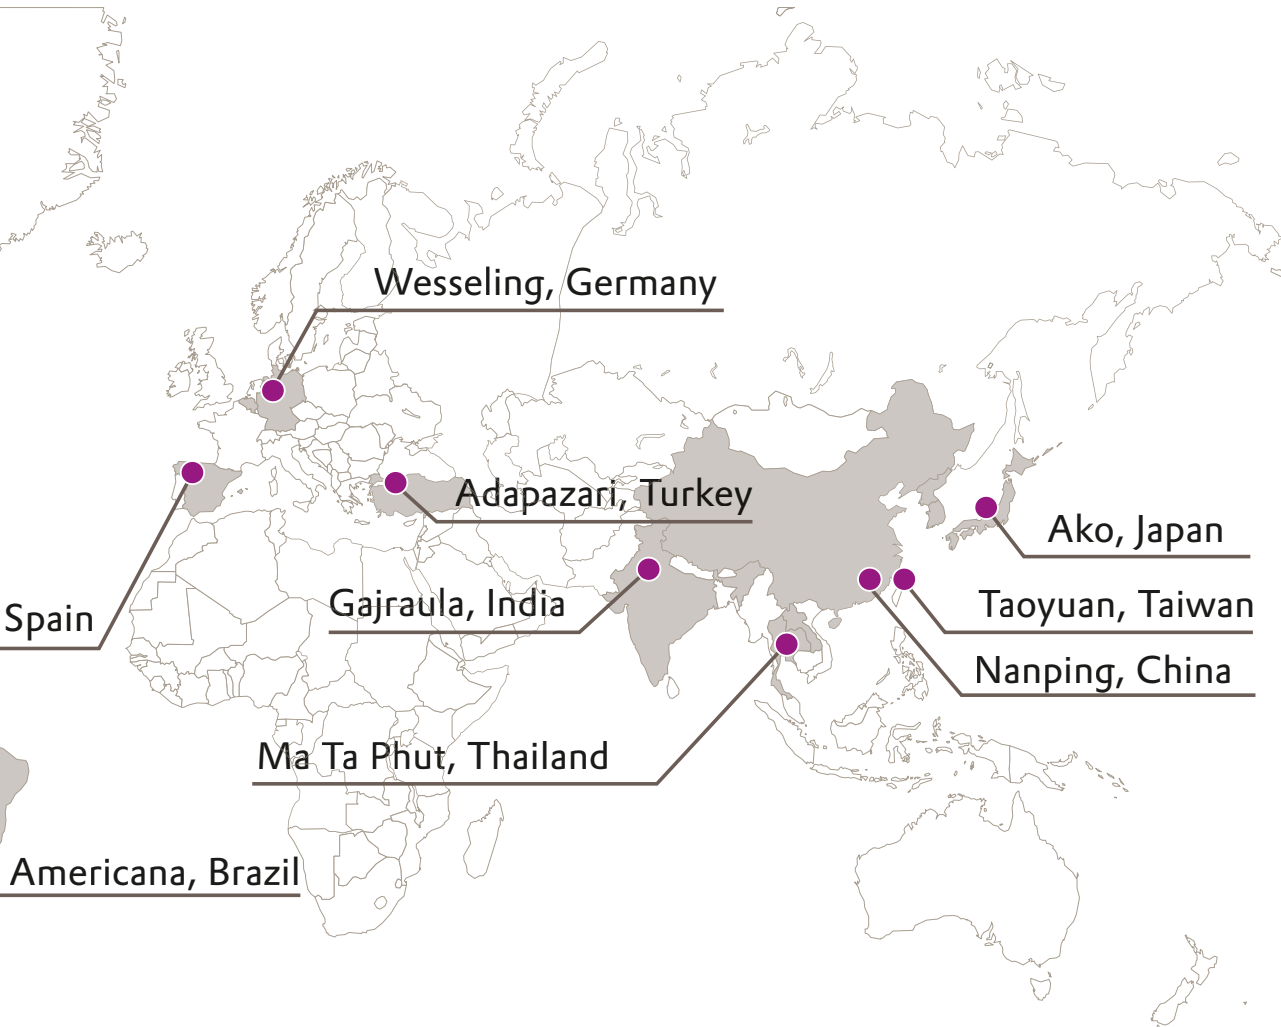 Wesseling, Germany
Adapazari, Turkey
Ako, Japan
Gajraula, India
Taoyuan, Taiwan
Spain
Nanping, China
Ma Ta Phut, Thailand
Americana, Brazil